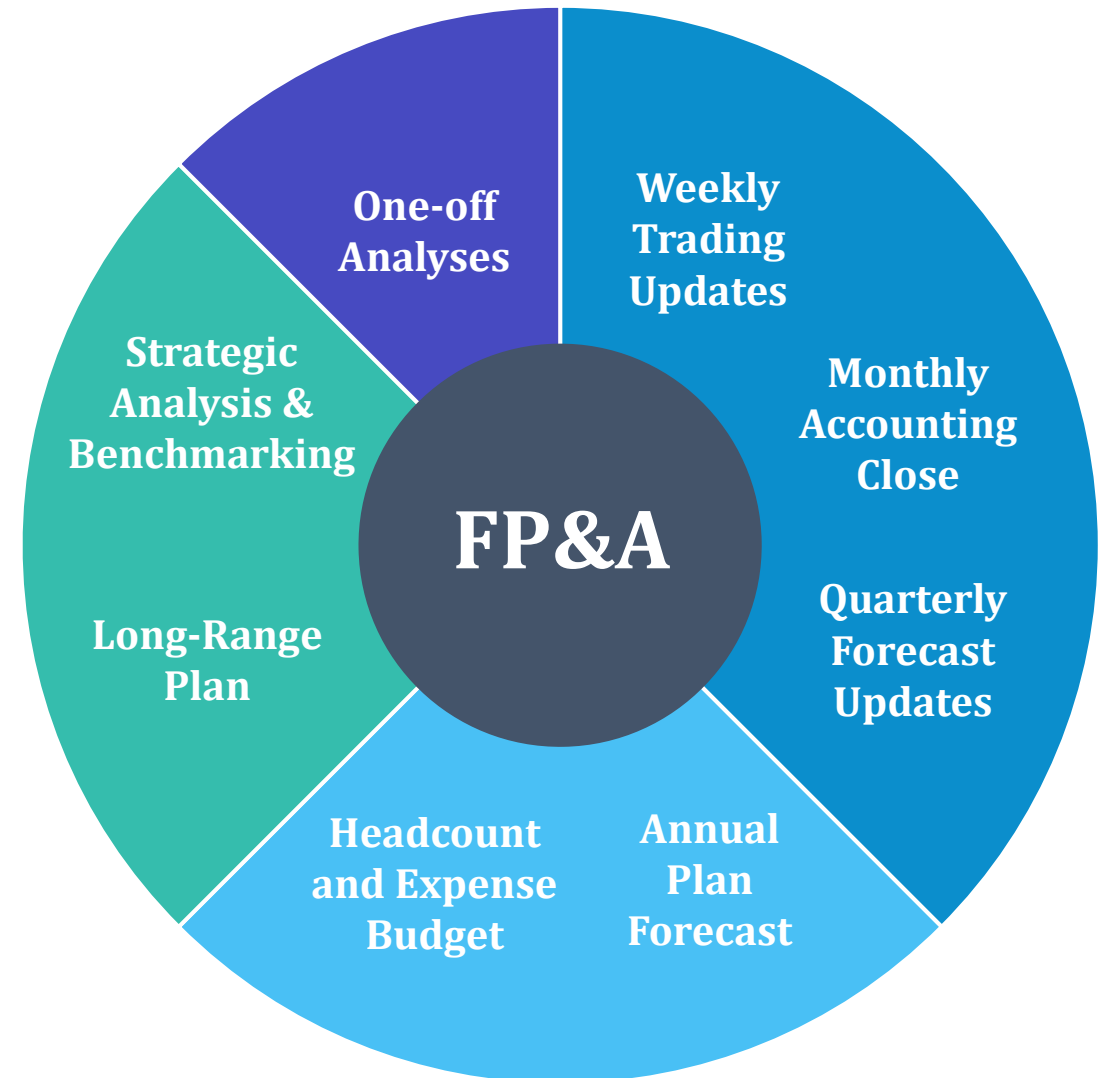 One-off
Analyses
Weekly
Trading
Updates
Strategic
Analysis &
Benchmarking
Monthly
Accounting
Close
FP&A
Long-Range
Plan
Quarterly
Forecast
Updates
Headcount
and Expense
Budget
Annual
Plan
Forecast